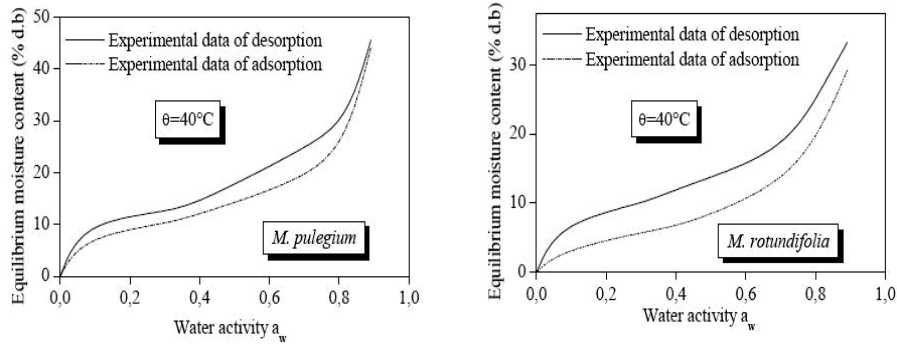 Equilibrium moisture content (% d.b)
50
40
30
20
10
0
Experimental data of desorption
Experimental data of adsorption
θ=40°C
M. pulegium
0,0 0,2 0,4 0,6 0,8 1,0
Water activity aw
Equilibrium moisture content (% d.b)
30
20
10
0
Experimental data of desorption
Experimental data of adsorption
θ=40°C
M. rotundifolia
0,0 0,2 0,4 0,6 0,8 1,0
Water activity aw